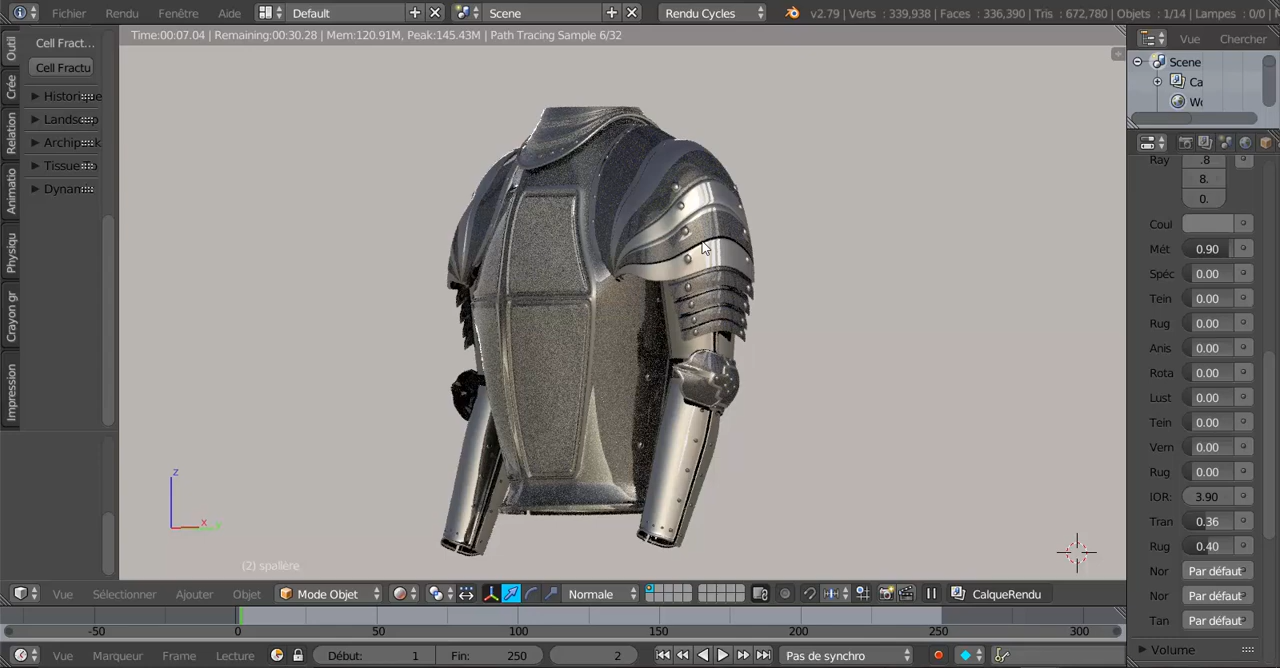 Fichier Rendu Fenêtre Aide Default Scene Rendu Cycles v2.79 | Verts : 339,938 | Faces : 336,390 | Tris : 672,780 | Objets : 1/14 | Lampes : 0/0 |
Time:00:07.04 | Remaining:00:30.28 | Mem:120.91M, Peak:145.43M | Path Tracing Sample 6/32
Vue Chercher
Outil
Crée
Relation
Animatio
Physiqu
Crayon gr
Impression
Cell Fract...
Cell Fractu
Historique
Landsc
Archip
Tissue
Dynam
z
x
y
(2) spalière
Scene
Ca
Wo
Ray .8
8.
0.
Coul
Mét 0.90
Spéc 0.00
Tein 0.00
Rug 0.00
Anis 0.00
Rota 0.00
Lust 0.00
Tein 0.00
Vern 0.00
Rug 0.00
IOR: 3.90
Tran 0.36
Rug 0.40
Nor Par défaut
Nor Par défaut
Tan Par défaut
Volume
Vue Sélectionner Ajouter Objet Mode Objet Normale CalqueRendu
-50 0 50 100 150 200 250 300
Vue Marqueur Frame Lecture Début: 1 Fin: 250 2 Pas de synchro